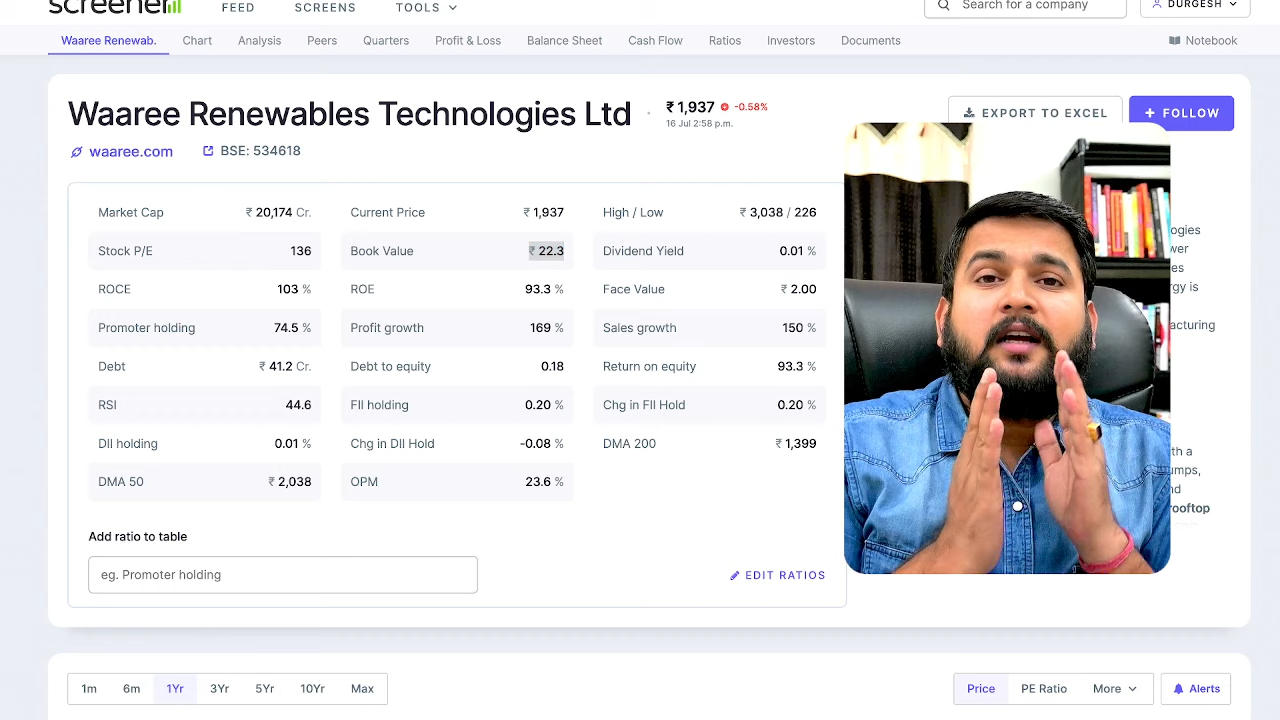 screener
FEED SCREENS TOOLS
Search for a company
DURGESH
Waaree Renewab. Chart Analysis Peers Quarters Profit & Loss Balance Sheet Cash Flow Ratios Investors Documents Notebook
Waaree Renewables Technologies Ltd
₹ 1,937 -0.58%
16 Jul 2:58 p.m.
EXPORT TO EXCEL
FOLLOW
waaree.com BSE: 534618
Market Cap ₹ 20,174 Cr. Current Price ₹ 1,937 High / Low ₹ 3,038 / 226
Stock P/E 136 Book Value ₹ 22.3 Dividend Yield 0.01 %
ROCE 103 % ROE 93.3 % Face Value ₹ 2.00
Promoter holding 74.5 % Profit growth 169 % Sales growth 150 %
Debt ₹ 41.2 Cr. Debt to equity 0.18 Return on equity 93.3 %
RSI 44.6 FII holding 0.20 % Chg in FII Hold 0.20 %
DII holding 0.01 % Chg in DII Hold -0.08 % DMA 200 ₹ 1,399
DMA 50 ₹ 2,038 OPM 23.6 %
Add ratio to table
eg. Promoter holding
EDIT RATIOS
rooftop
1m 6m 1Yr 3Yr 5Yr 10Yr Max
Price PE Ratio More Alerts